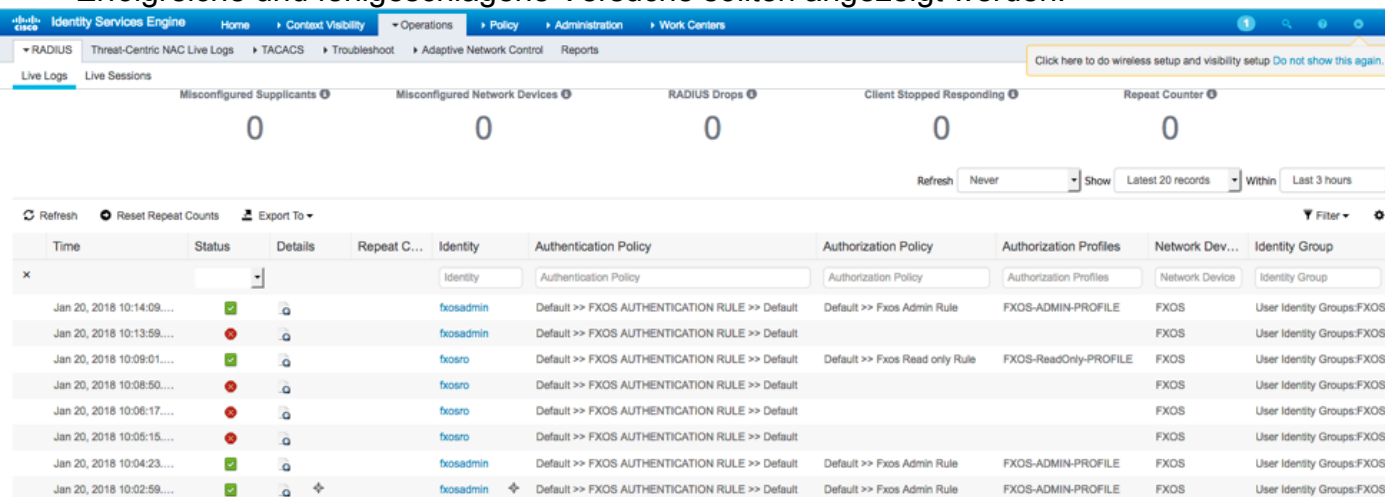 Erfolgreiche und fehlgeschlagene Versuche sollten angezeigt werden.
cisco Identity Services Engine Home Context Visibility Operations Policy Administration Work Centers 1
RADIUS Threat-Centric NAC Live Logs TACACS Troubleshoot Adaptive Network Control Reports
Click here to do wireless setup and visibility setup Do not show this again.
Live Logs Live Sessions
Misconfigured Supplicants Misconfigured Network Devices RADIUS Drops Client Stopped Responding Repeat Counter
0 0 0 0 0
Refresh Never Show Latest 20 records Within Last 3 hours
Refresh Reset Repeat Counts Export To Filter
Time Status Details Repeat C... Identity Authentication Policy Authorization Policy Authorization Profiles Network Dev... Identity Group
× Identity Authentication Policy Authorization Policy Authorization Profiles Network Device Identity Group
Jan 20, 2018 10:14:09.... fxosadmin Default >> FXOS AUTHENTICATION RULE >> Default Default >> Fxos Admin Rule FXOS-ADMIN-PROFILE FXOS User Identity Groups:FXOS
Jan 20, 2018 10:13:59.... fxosadmin Default >> FXOS AUTHENTICATION RULE >> Default FXOS User Identity Groups:FXOS
Jan 20, 2018 10:09:01.... fxosro Default >> FXOS AUTHENTICATION RULE >> Default Default >> Fxos Read only Rule FXOS-ReadOnly-PROFILE FXOS User Identity Groups:FXOS
Jan 20, 2018 10:08:50.... fxosro Default >> FXOS AUTHENTICATION RULE >> Default FXOS User Identity Groups:FXOS
Jan 20, 2018 10:06:17.... fxosro Default >> FXOS AUTHENTICATION RULE >> Default FXOS User Identity Groups:FXOS
Jan 20, 2018 10:05:15.... fxosro Default >> FXOS AUTHENTICATION RULE >> Default FXOS User Identity Groups:FXOS
Jan 20, 2018 10:04:23.... fxosadmin Default >> FXOS AUTHENTICATION RULE >> Default Default >> Fxos Admin Rule FXOS-ADMIN-PROFILE FXOS User Identity Groups:FXOS
Jan 20, 2018 10:02:59.... fxosadmin Default >> FXOS AUTHENTICATION RULE >> Default Default >> Fxos Admin Rule FXOS-ADMIN-PROFILE FXOS User Identity Groups:FXOS